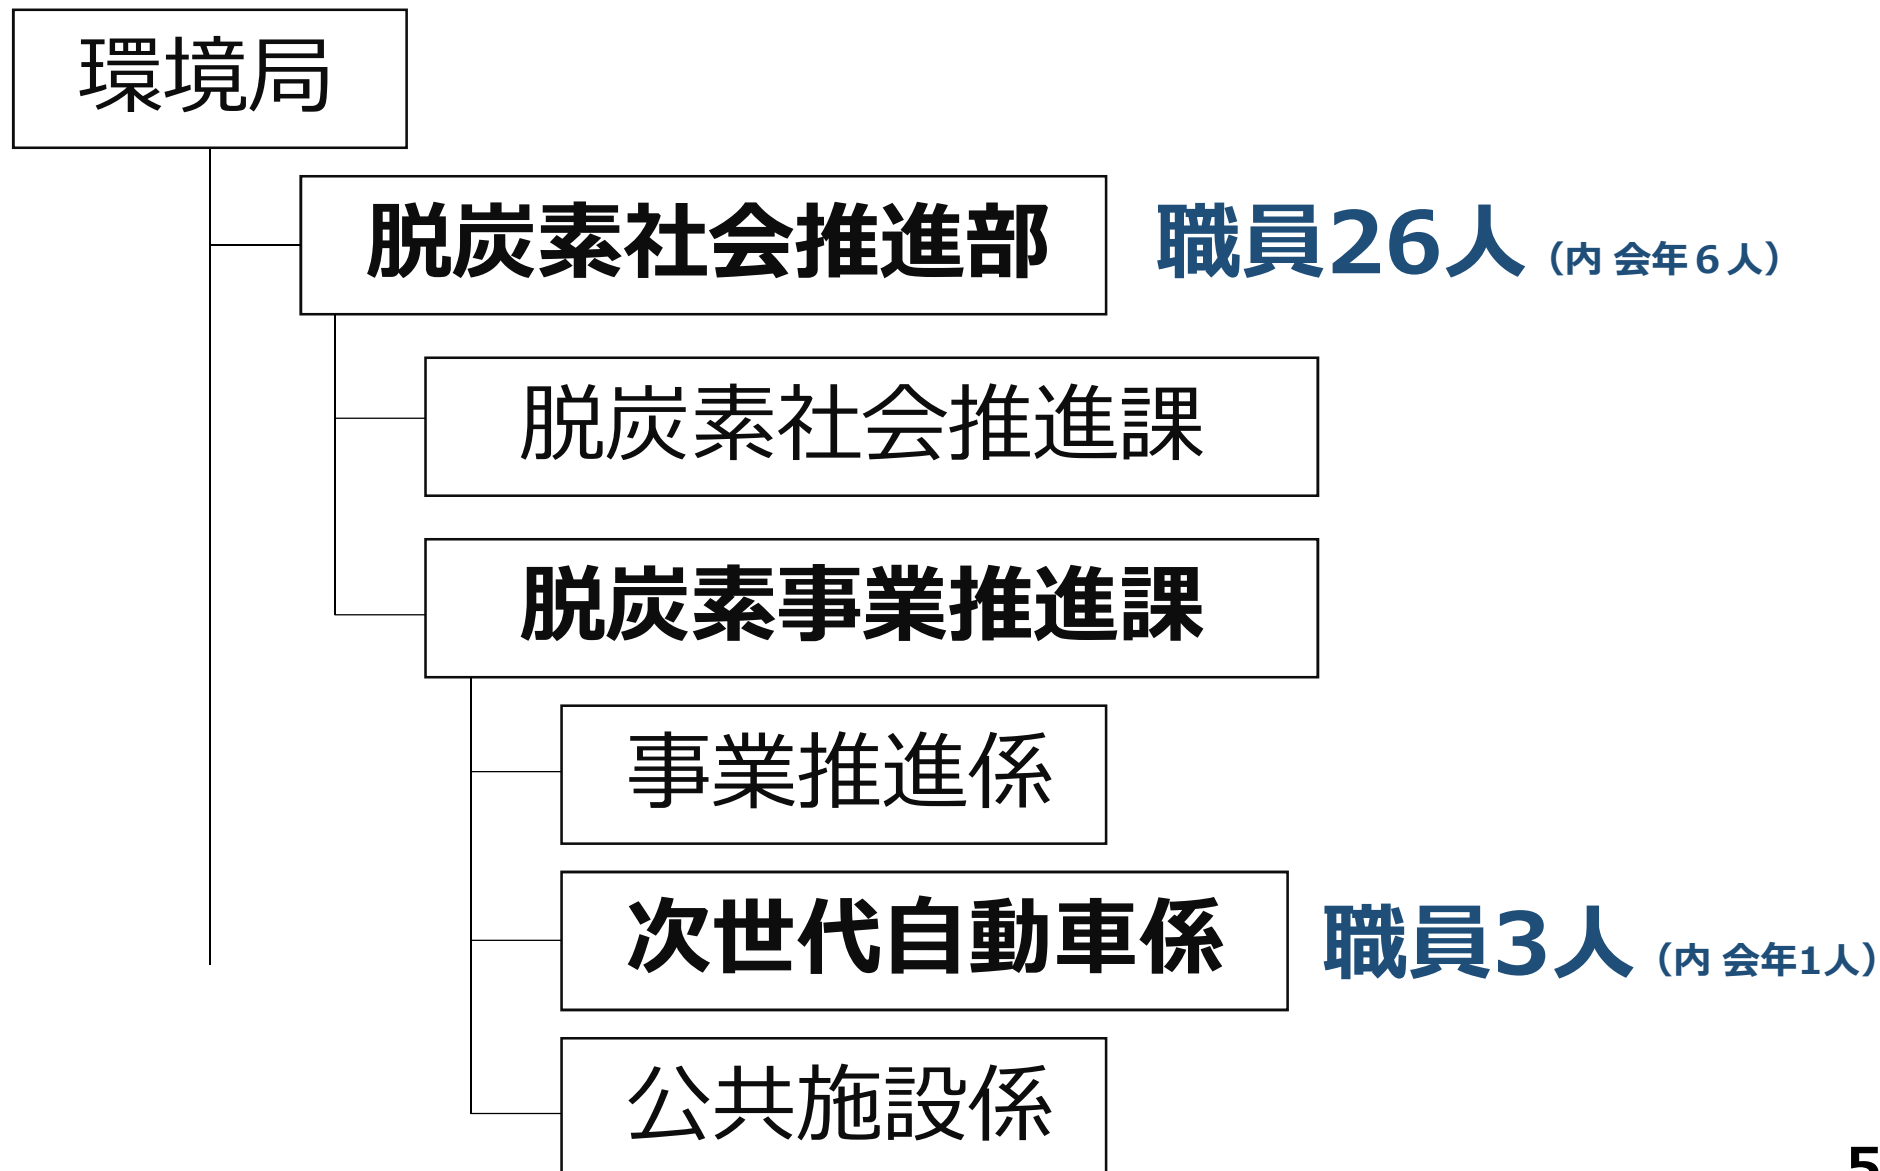 環境局
脱炭素社会推進部 職員26人（内 会年６人）
脱炭素社会推進課
脱炭素事業推進課
事業推進係
次世代自動車係 職員3人（内 会年1人）
公共施設係
5